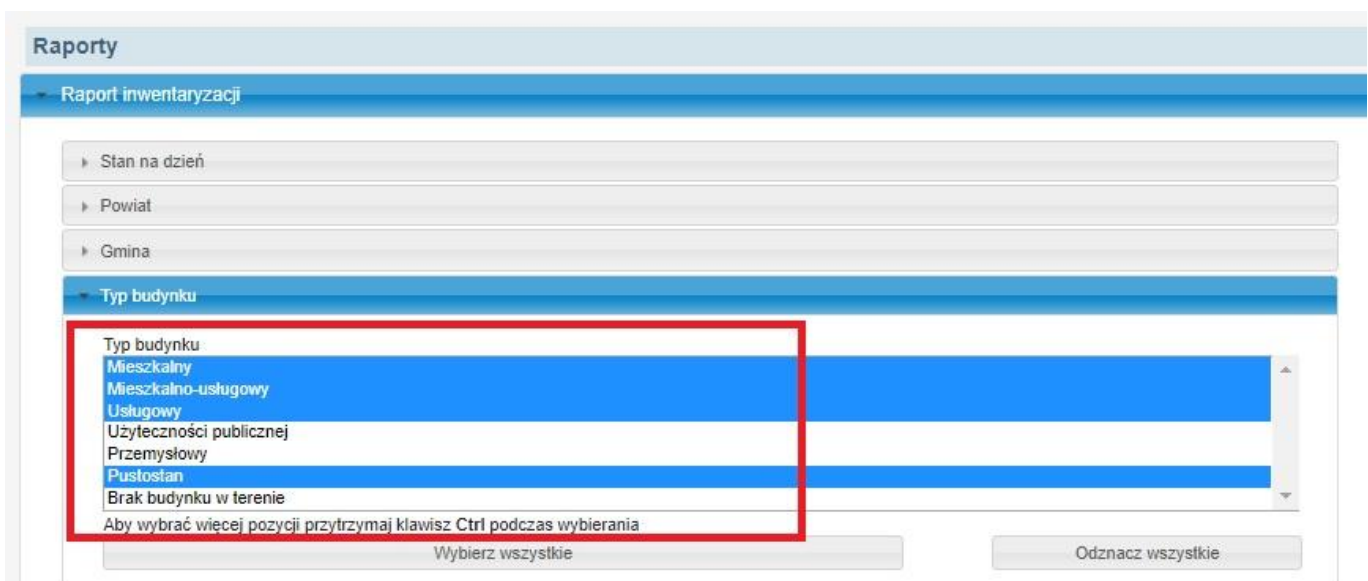 Raporty
Raport inwentaryzacji
Stan na dzień
Powiat
Gmina
Typ budynku
Typ budynku
Mieszkalny
Mieszkalno-usługowy
Usługowy
Użyteczności publicznej
Przemysłowy
Pustostan
Brak budynku w terenie
Aby wybrać więcej pozycji przytrzymaj klawisz Ctrl podczas wybierania
Wybierz wszystkie Odznacz wszystkie